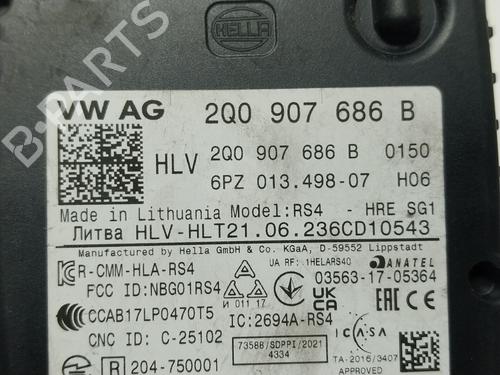 HELLA
B-PARTS
VW AG 2Q0 907 686 B
HLV 2Q0 907 686 B 0150
6PZ 013.498-07 H06
Made in Lithuania Model:RS4 - HRE SG1
Литва HLV-HLT21.06.236CD10543
Manufactured by Hella GmbH & Co. KGaA, D-59552 Lippstadt
R-CMM-HLA-RS4 UA RF: 1HELARS4O ANATEL
FCC ID:NBG01RS4 И 011 17 03563-17-05364
CCAB17LP0470T5 IC:2694A-RS4 UK CA ICASA
CNC ID: C-25102 73588/SDPPI/2021 TA-2016/3407
R 204-750001 4334 APPROVED